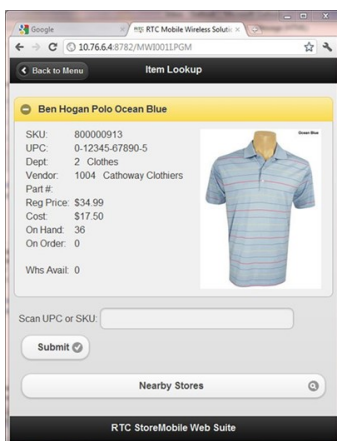 Google
RTC Mobile Wireless Soluti
10.76.6.4:8782/MWI0011.PGM
Back to Menu
Item Lookup
Ben Hogan Polo Ocean Blue
SKU: 800000913
UPC: 0-12345-67890-5
Dept: 2 Clothes
Vendor: 1004 Cathoway Clothiers
Part #:
Reg Price: $34.99
Cost: $17.50
On Hand: 36
On Order: 0
Whs Avail: 0
Ocean Blue
Scan UPC or SKU:
Submit
Nearby Stores
RTC StoreMobile Web Suite